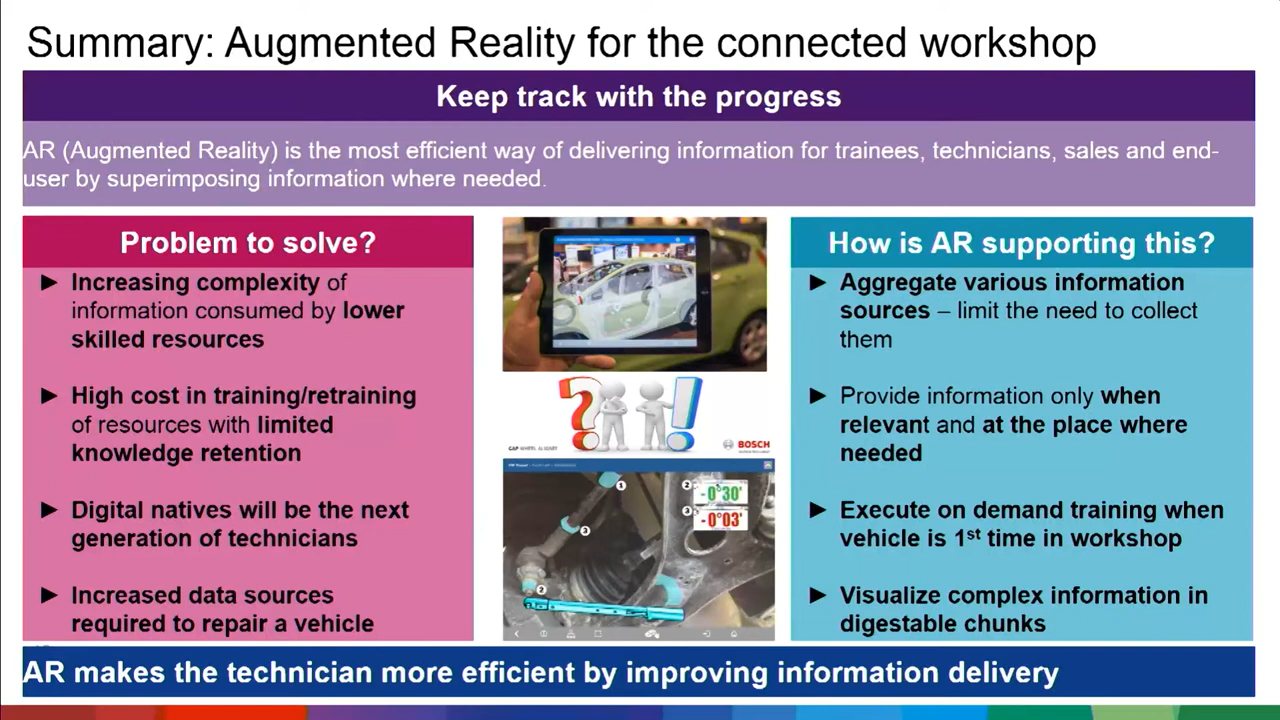 Summary: Augmented Reality for the connected workshop
Keep track with the progress
AR (Augmented Reality) is the most efficient way of delivering information for trainees, technicians, sales and end-
user by superimposing information where needed.
Problem to solve?
► Increasing complexity of
information consumed by lower
skilled resources
► High cost in training/retraining
of resources with limited
knowledge retention
► Digital natives will be the next
generation of technicians
► Increased data sources
required to repair a vehicle
?
!
BOSCH
1
2
-0°30'
3
-0°03'
3
2
How is AR supporting this?
► Aggregate various information
sources – limit the need to collect
them
► Provide information only when
relevant and at the place where
needed
► Execute on demand training when
vehicle is 1st time in workshop
► Visualize complex information in
digestable chunks
AR makes the technician more efficient by improving information delivery